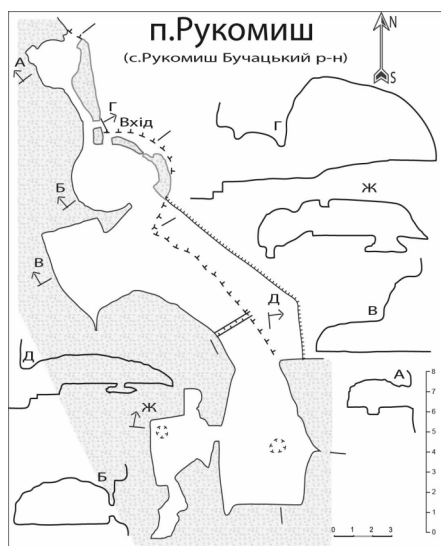 п.Рукомиш
(с.Рукомиш Бучацький р-н)
N
S
А
Г
Вхід
Г
Ж
Б
В
В
Д
Д
А
Ж
Б
8
7
6
5
4
3
2
1
0
0 1 2 3